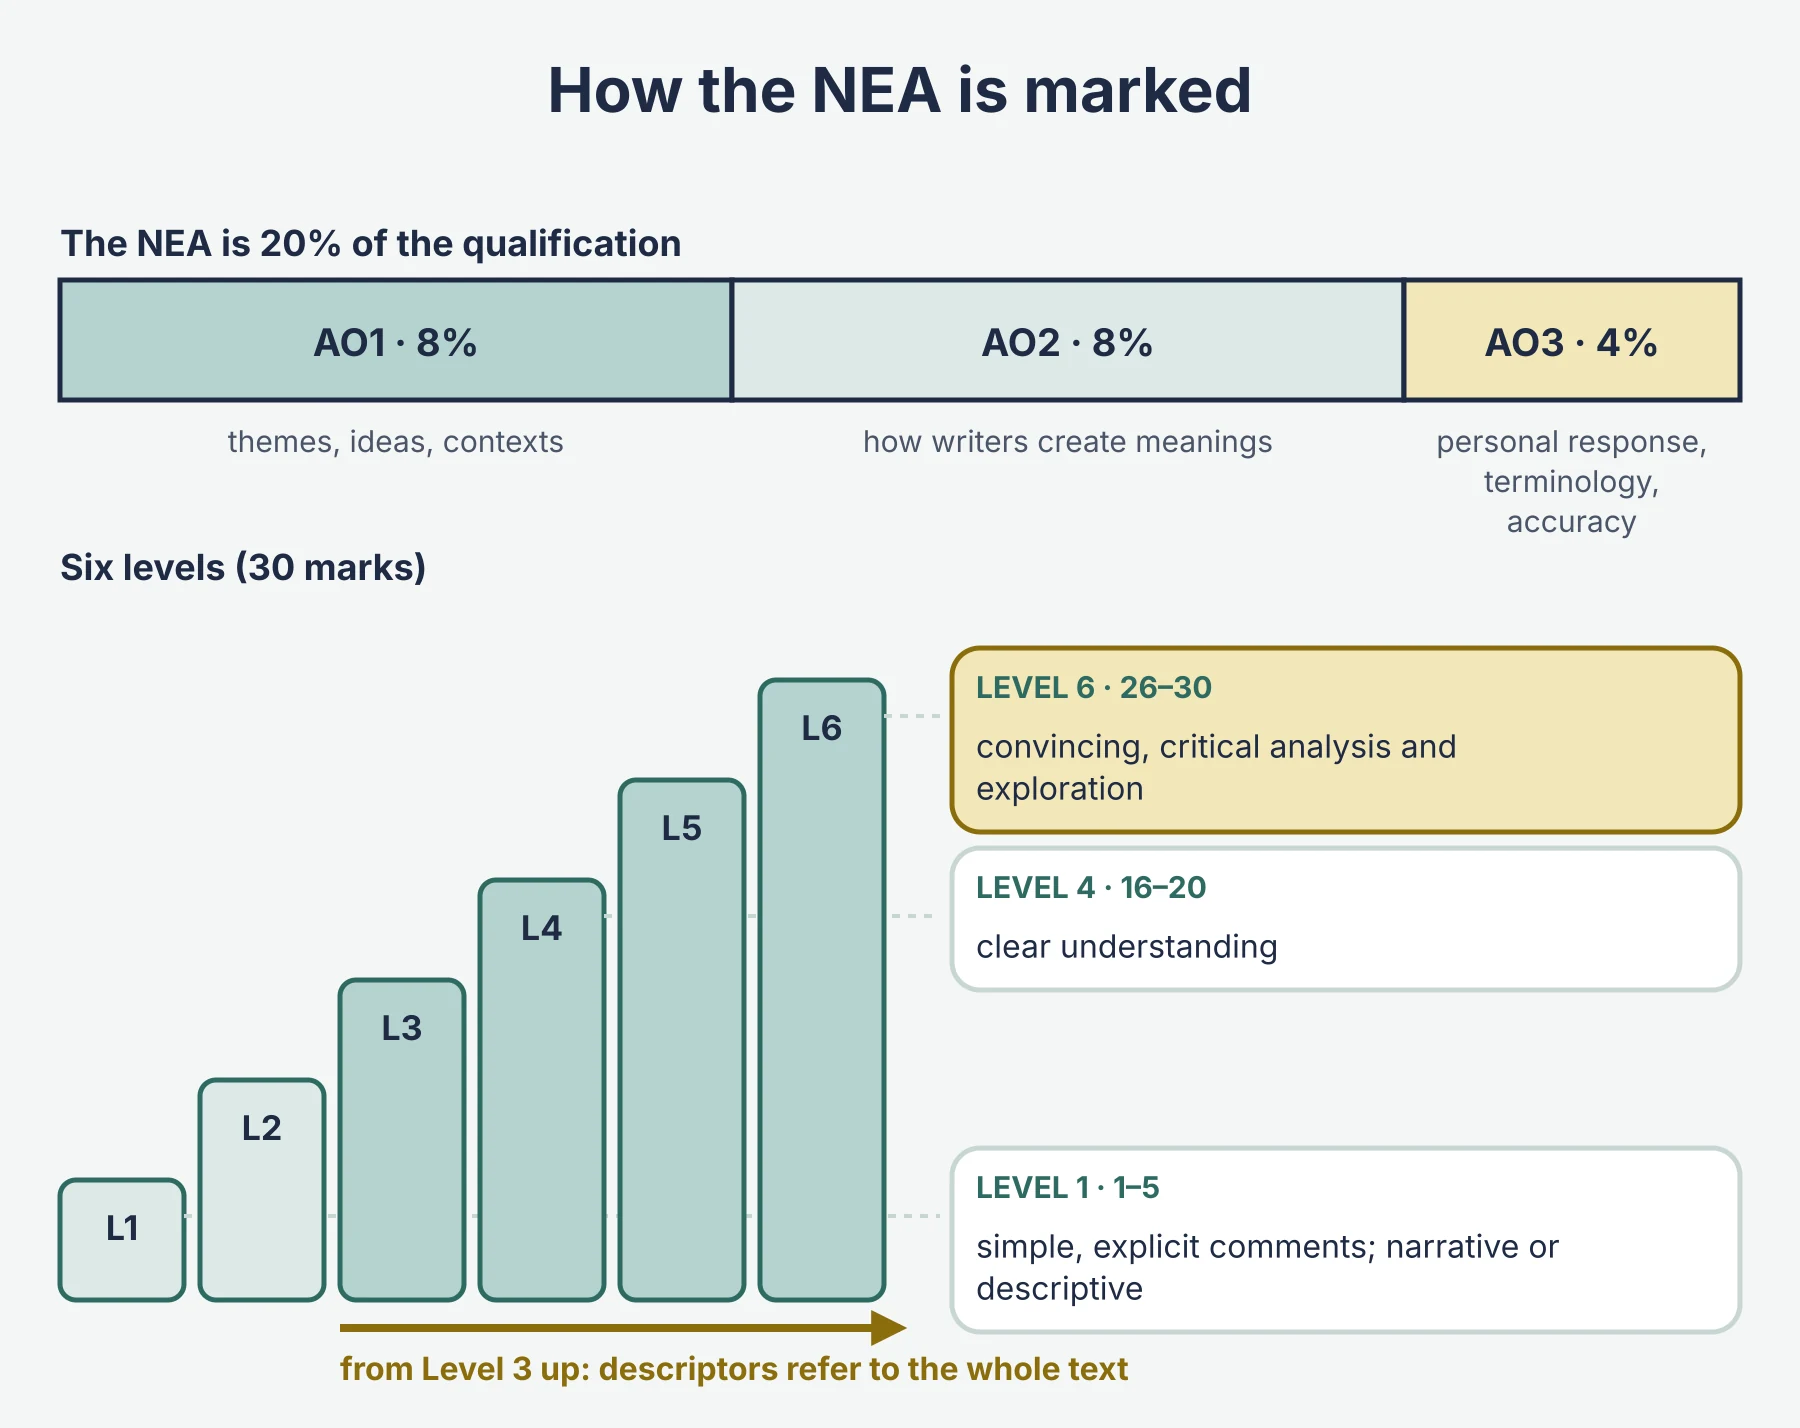 How the NEA is marked
The NEA is 20% of the qualification
AO1 · 8%
AO2 · 8%
AO3 · 4%
themes, ideas, contexts
how writers create meanings
personal response,
terminology,
accuracy
Six levels (30 marks)
L1
L2
L3
L4
L5
L6
LEVEL 6 · 26–30
convincing, critical analysis and
exploration
LEVEL 4 · 16–20
clear understanding
LEVEL 1 · 1–5
simple, explicit comments; narrative or
descriptive
from Level 3 up: descriptors refer to the whole text